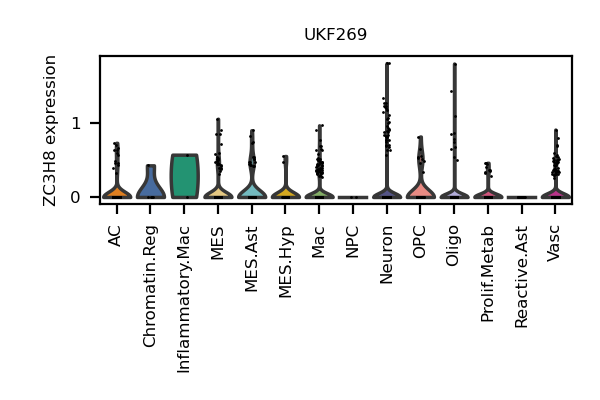 UKF269
ZC3H8 expression
1
0
AC
Chromatin.Reg
Inflammatory.Mac
MES
MES.Ast
MES.Hyp
Mac
NPC
Neuron
OPC
Oligo
Prolif.Metab
Reactive.Ast
Vasc